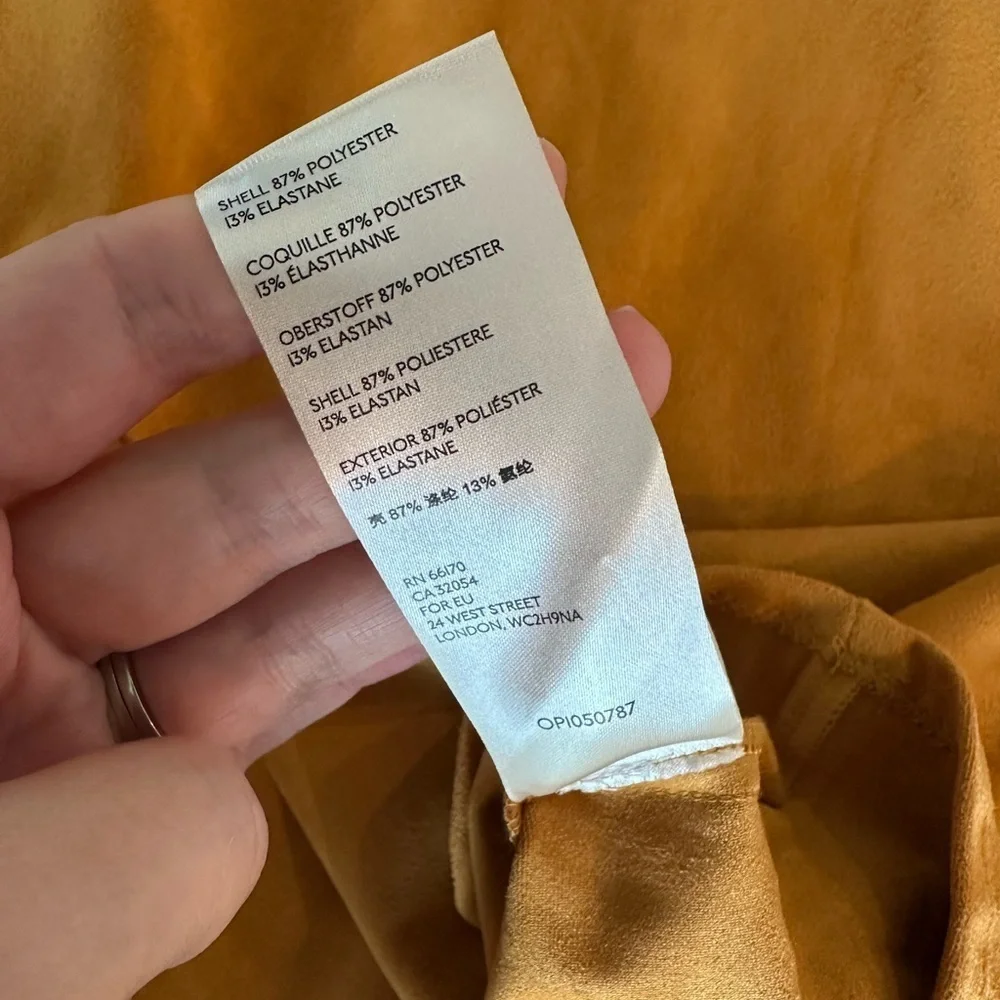 SHELL 87% POLYESTER
13% ELASTANE
COQUILLE 87% POLYESTER
13% ÉLASTHANNE
OBERSTOFF 87% POLYESTER
13% ELASTAN
SHELL 87% POLIESTERE
13% ELASTAN
EXTERIOR 87% POLIÉSTER
13% ELASTANE
壳 87% 涤纶 13% 氨纶
RN 66170
CA 32054
FOR EU
24 WEST STREET
LONDON, WC2H9NA
OP1050787